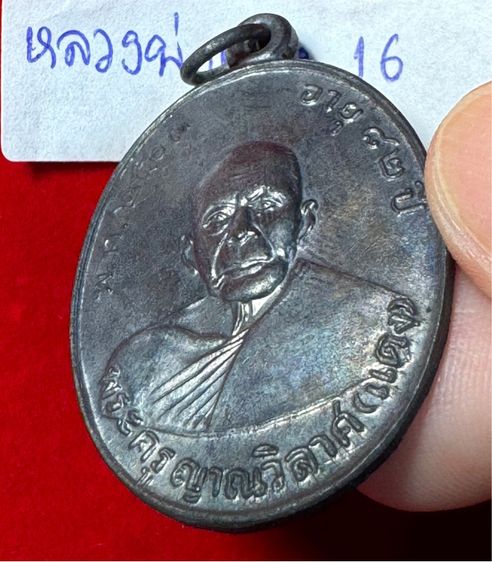 หลวงพ่อ 16
อายุ ๘๒ ปี
พระครูญาณวิลาศ (แดง)